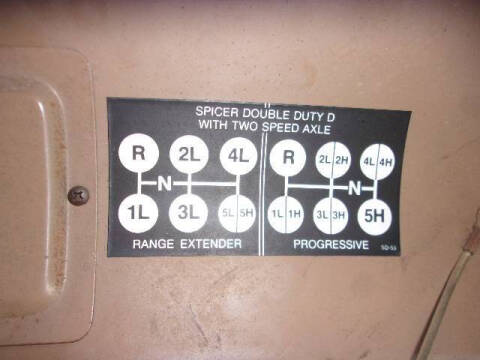 SPICER DOUBLE DUTY D
WITH TWO SPEED AXLE
R 2L 4L
N
1L 3L 5L 5H
RANGE EXTENDER
R 2L 2H 4L 4H
N
1L 1H 3L 3H 5H
PROGRESSIVE